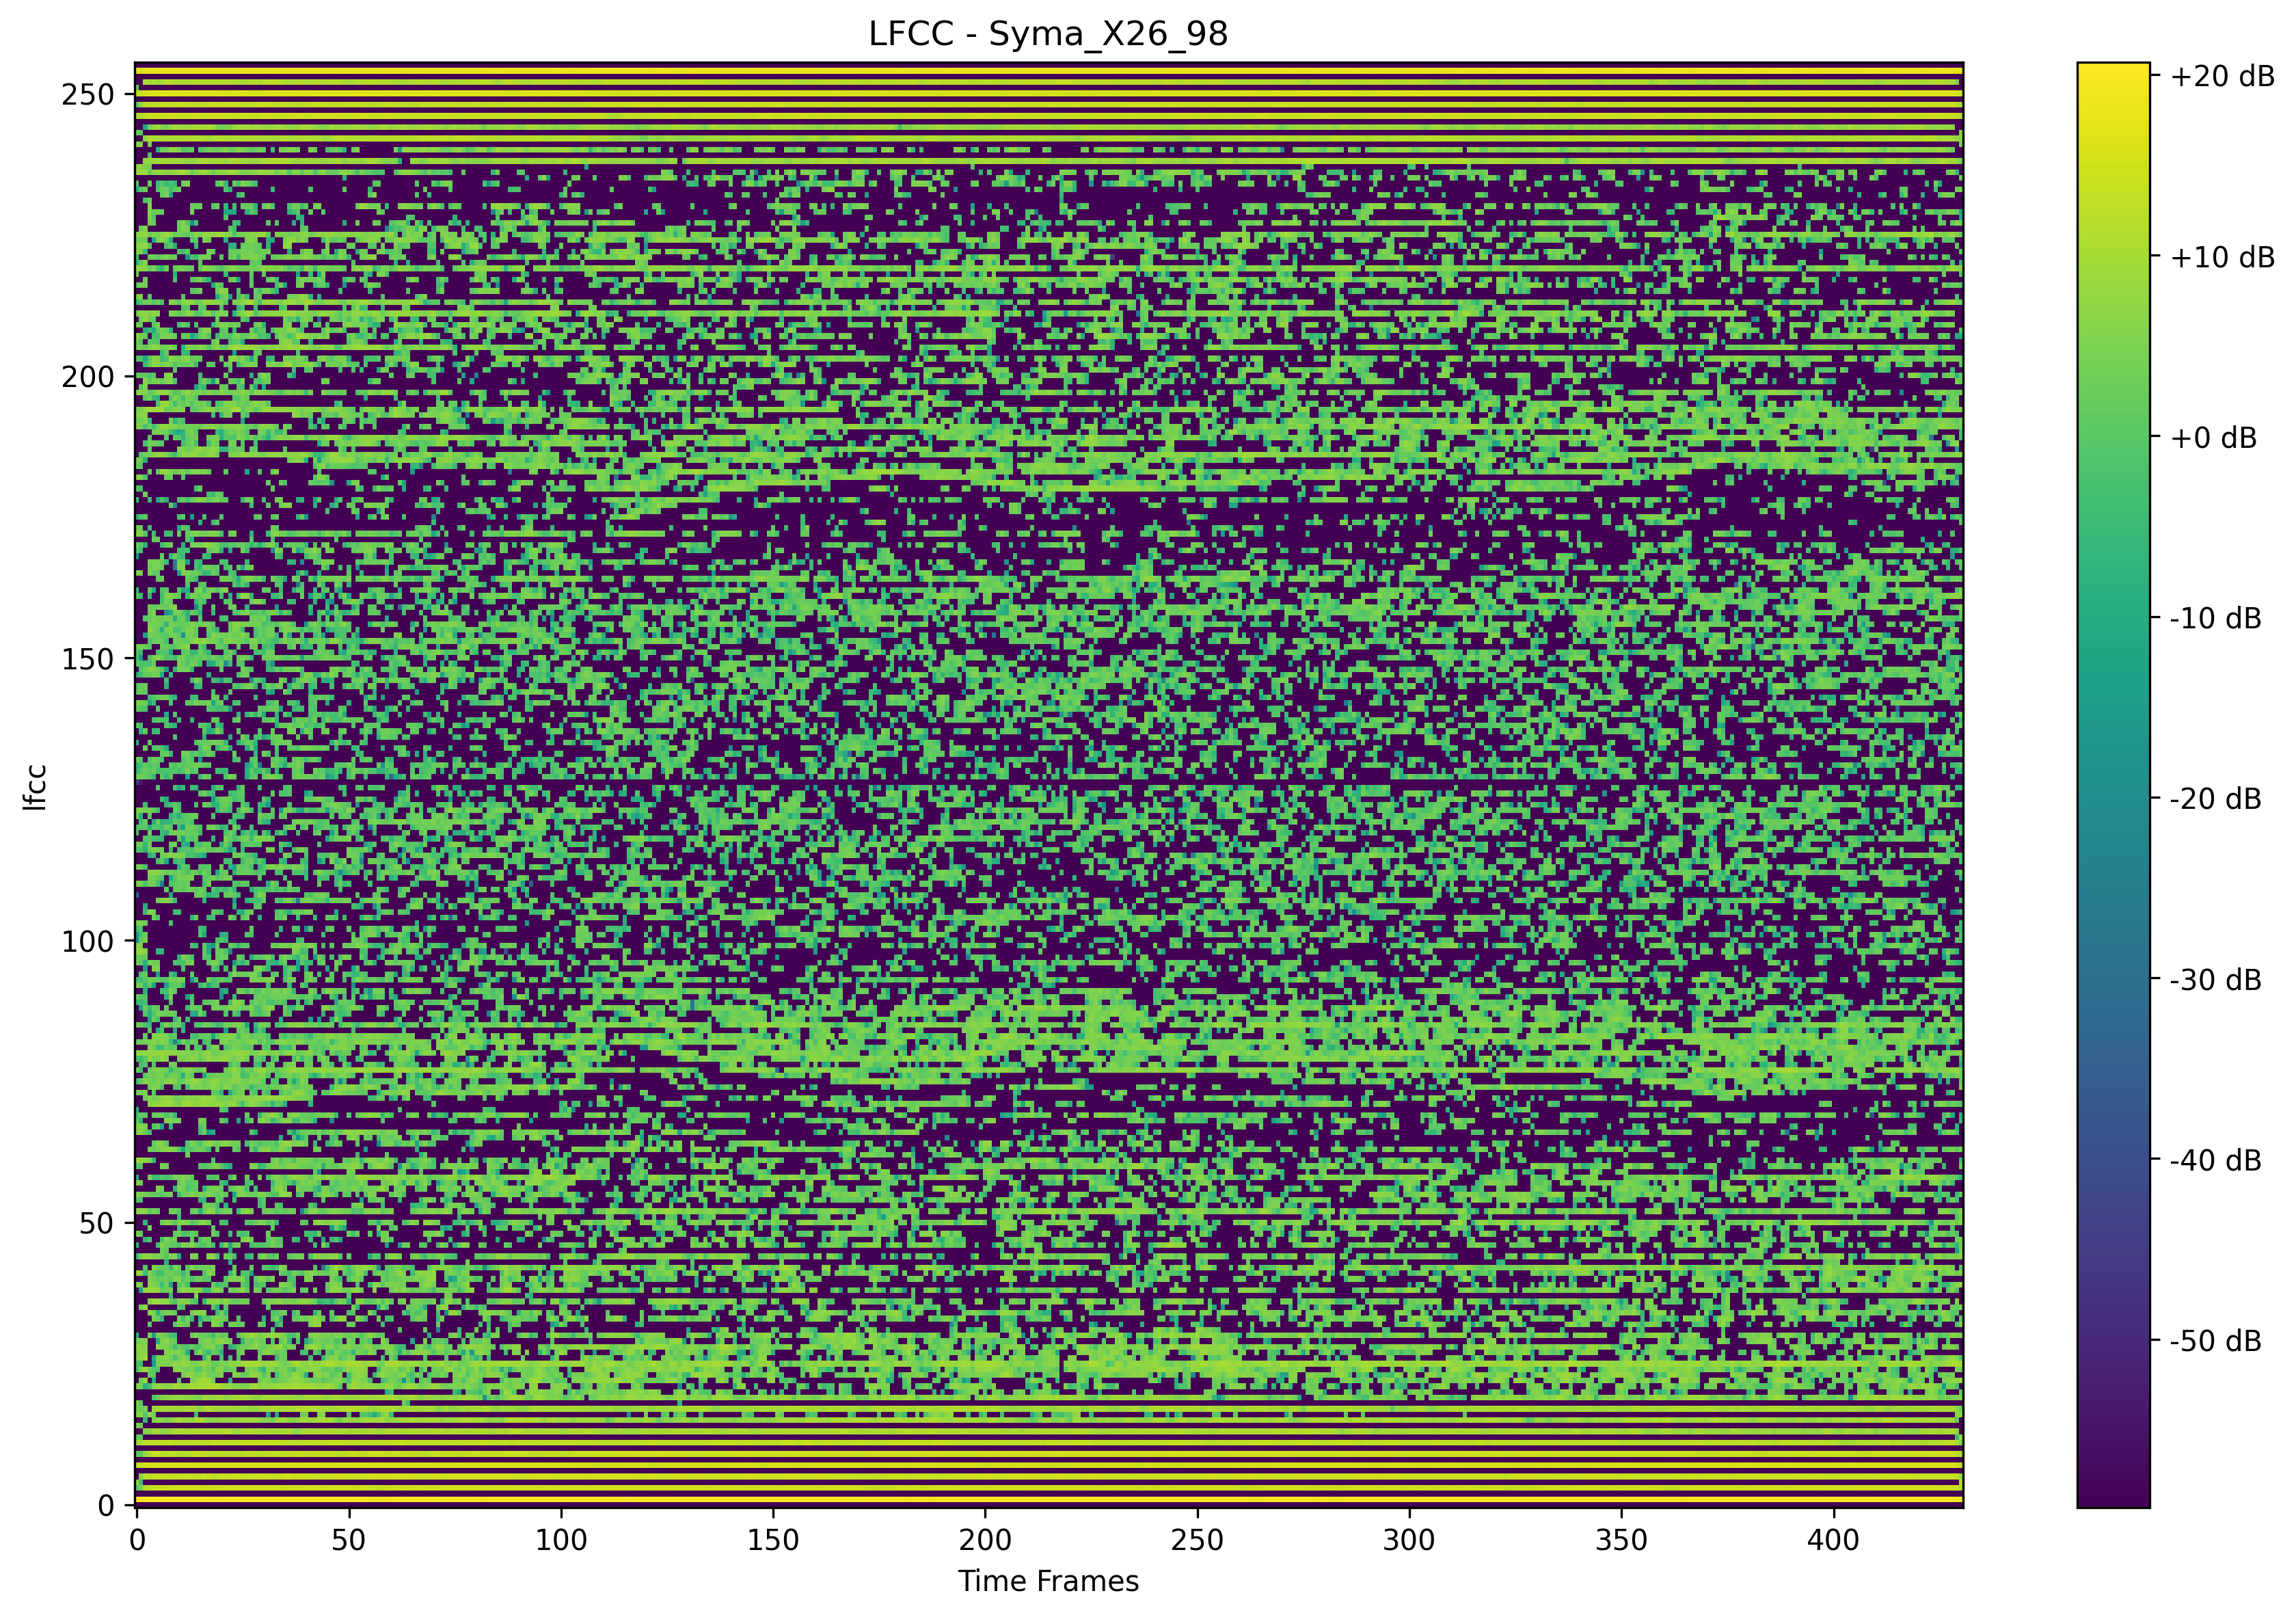 LFCC - Syma_X26_98
250
200
150
100
50
0
lfcc
0 50 100 150 200 250 300 350 400
Time Frames
+20 dB
+10 dB
+0 dB
-10 dB
-20 dB
-30 dB
-40 dB
-50 dB